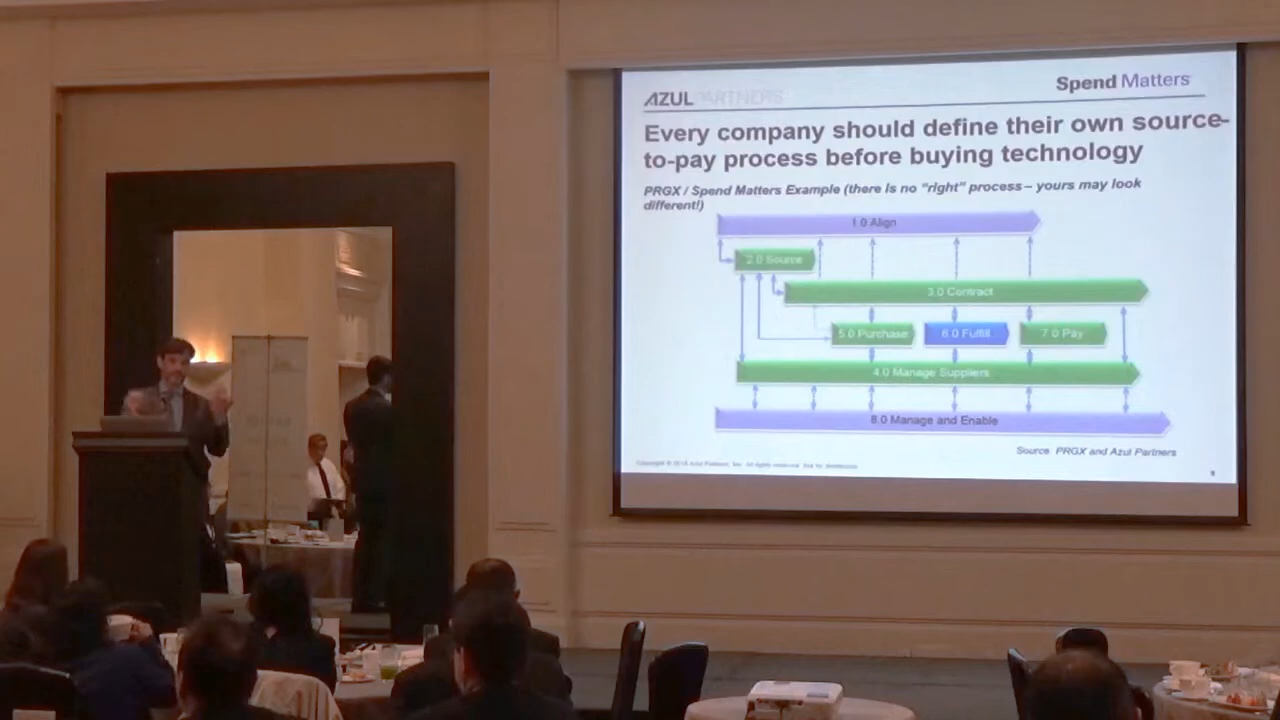 AZUL PARTNERS
Spend Matters
Every company should define their own source-
to-pay process before buying technology
PRGX / Spend Matters Example (there is no "right" process – yours may look
different!)
1.0 Align
2.0 Source
3.0 Contract
5.0 Purchase
6.0 Fulfill
7.0 Pay
4.0 Manage Suppliers
8.0 Manage and Enable
Source: PRGX and Azul Partners